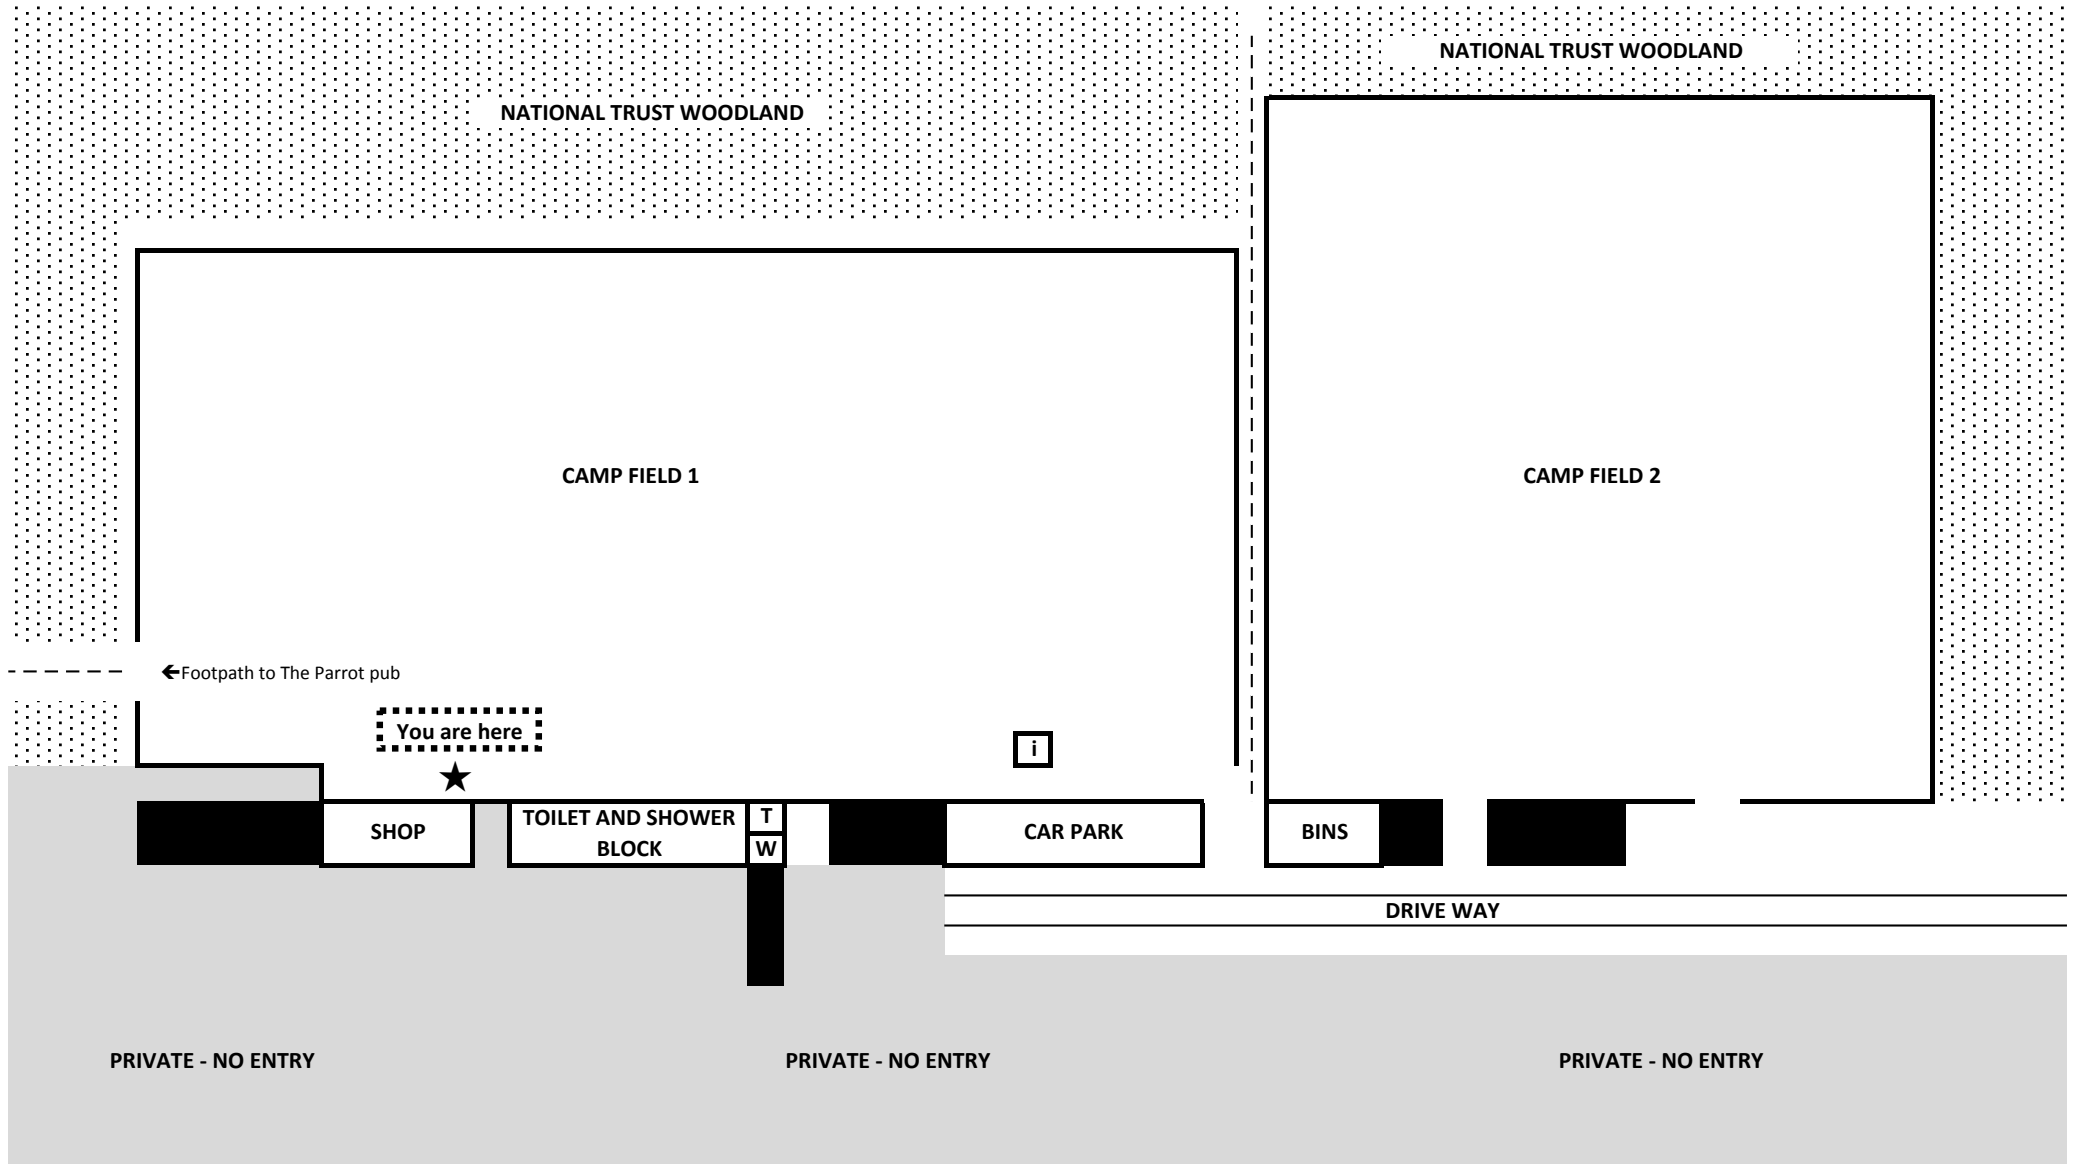 NATIONAL TRUST WOODLAND
NATIONAL TRUST WOODLAND
CAMP FIELD 1
CAMP FIELD 2
🡸Footpath to The Parrot pub
You are here
i
SHOP
TOILET AND SHOWER
BLOCK
T
W
CAR PARK
BINS
DRIVE WAY
PRIVATE - NO ENTRY
PRIVATE - NO ENTRY
PRIVATE - NO ENTRY